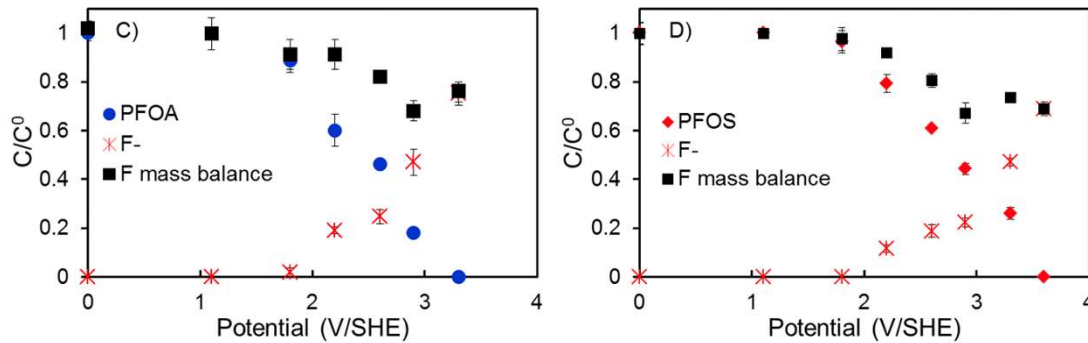 C)
1
0.8
0.6
0.4
0.2
0
C/C⁰
PFOA
F-
F mass balance
0 1 2 3 4
Potential (V/SHE)
D)
1
0.8
0.6
0.4
0.2
0
C/C⁰
PFOS
F-
F mass balance
0 1 2 3 4
Potential (V/SHE)